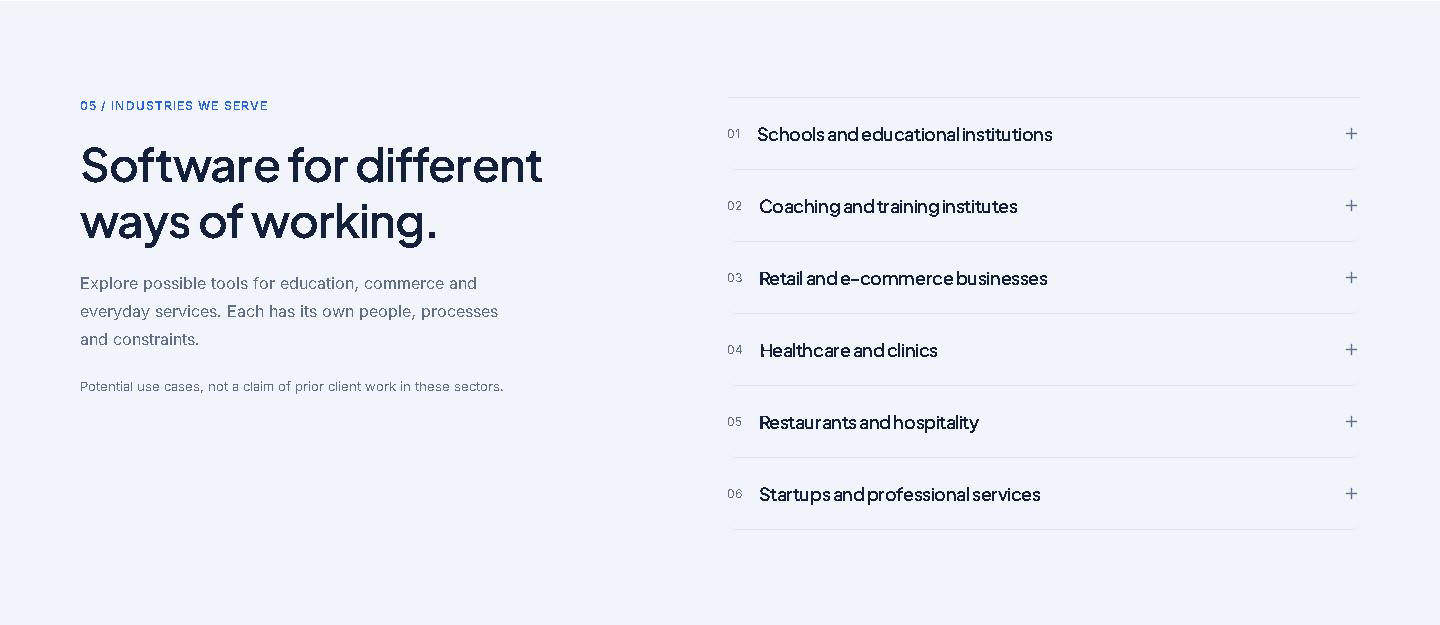 05 / INDUSTRIES WE SERVE
Software for different
ways of working.
Explore possible tools for education, commerce and
everyday services. Each has its own people, processes
and constraints.
Potential use cases, not a claim of prior client work in these sectors.
01 Schools and educational institutions +
02 Coaching and training institutes +
03 Retail and e-commerce businesses +
04 Healthcare and clinics +
05 Restaurants and hospitality +
06 Startups and professional services +